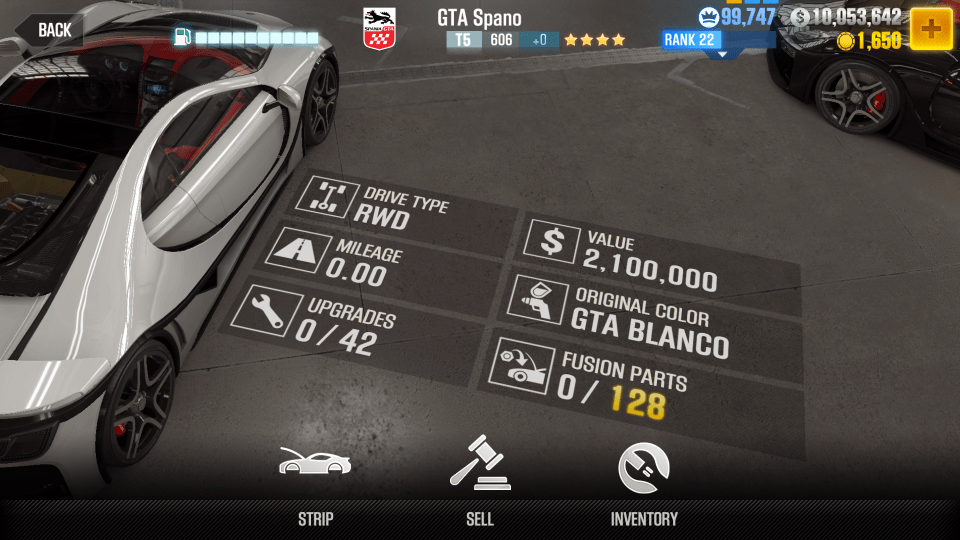 BACK
SPANIA GTA
GTA Spano
T5 606 +0
99,747
10,053,642
RANK 22
1,650
DRIVE TYPE
RWD
MILEAGE
0.00
UPGRADES
0 / 42
VALUE
2,100,000
ORIGINAL COLOR
GTA BLANCO
FUSION PARTS
0 / 128
STRIP
SELL
INVENTORY